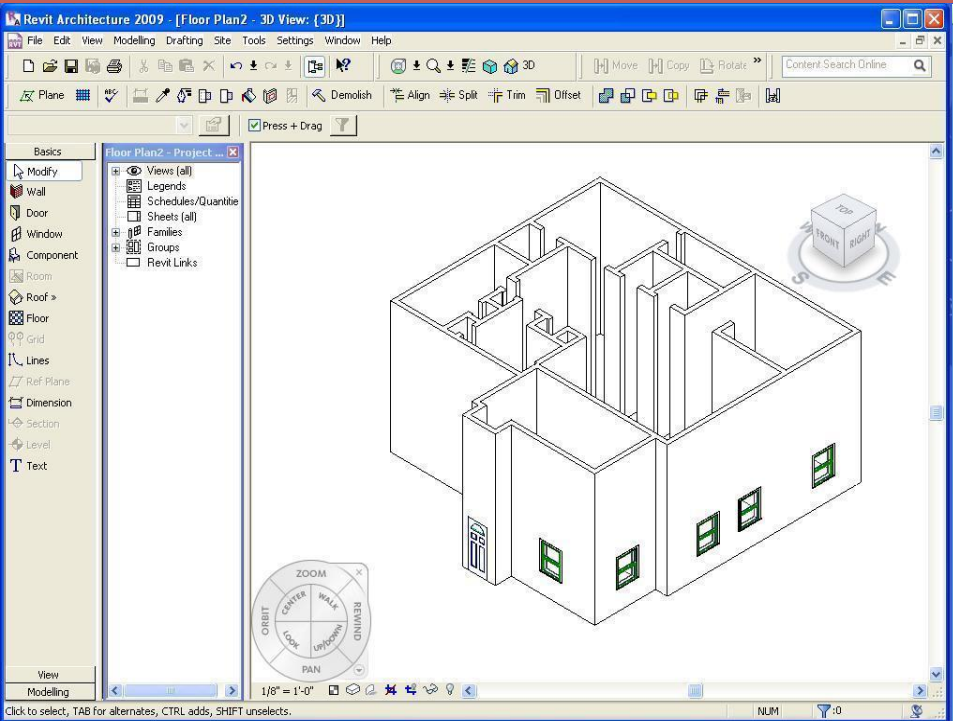 Revit Architecture 2009 - [Floor Plan2 - 3D View: {3D}]
File Edit View Modelling Drafting Site Tools Settings Window Help
3D Move Copy Rotate » Content Search Online
Plane Demolish Align Split Trim Offset
Press + Drag
Basics
Modify
Wall
Door
Window
Component
Room
Roof »
Floor
Grid
Lines
Ref Plane
Dimension
Section
Level
Text
View
Modelling
Floor Plan2 - Project ...
Views (all)
Legends
Schedules/Quantitie
Sheets (all)
Families
Groups
Revit Links
TOP
FRONT RIGHT
S E
ZOOM
CENTER WALK
ORBIT REWIND
LOOK UP/DOWN
PAN
1/8" = 1'-0"
Click to select, TAB for alternates, CTRL adds, SHIFT unselects. NUM :0